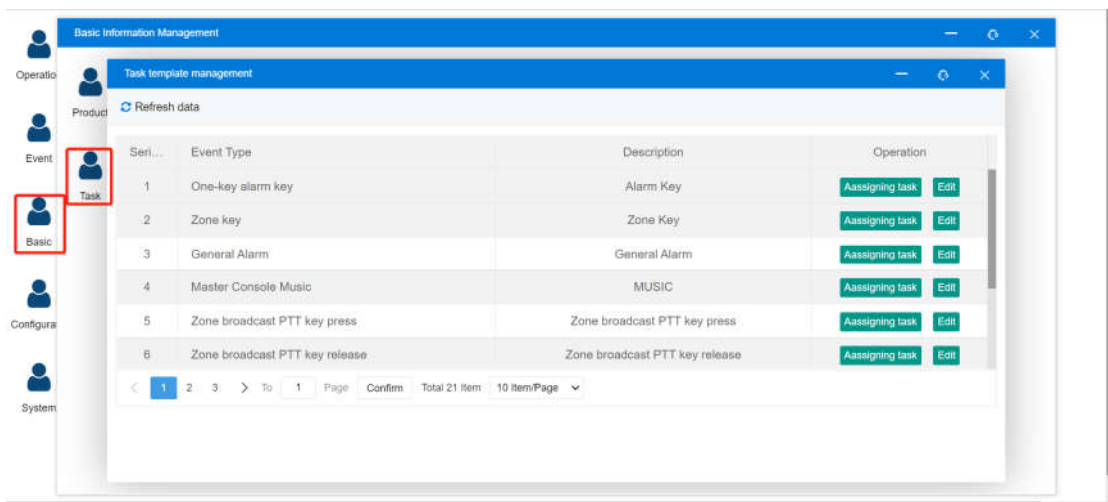 Basic Information Management
Operatio
Task template management
Product
Refresh data
Event
Task
Basic
Configura
System
Seri... Event Type Description Operation
1 One-key alarm key Alarm Key Aassigning task Edit
2 Zone key Zone Key Aassigning task Edit
3 General Alarm General Alarm Aassigning task Edit
4 Master Console Music MUSIC Aassigning task Edit
5 Zone broadcast PTT key press Zone broadcast PTT key press Aassigning task Edit
6 Zone broadcast PTT key release Zone broadcast PTT key release Aassigning task Edit
1 2 3 To 1 Page Confirm Total 21 Item 10 Item/Page